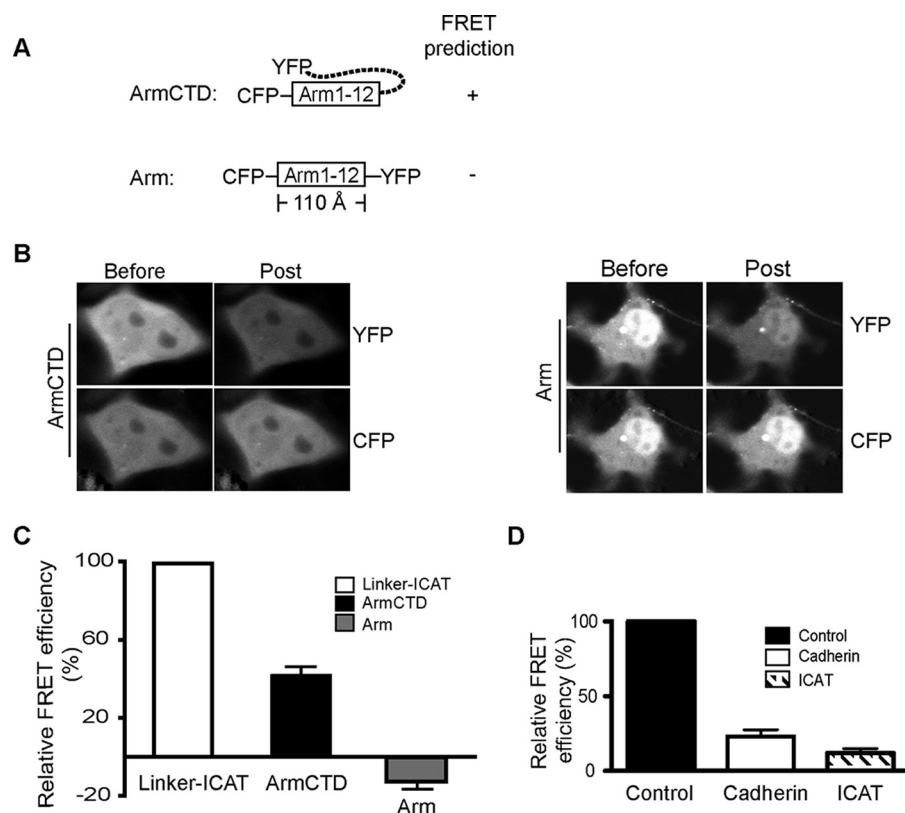 A
FRET
prediction
YFP
ArmCTD: CFP Arm1-12 +
Arm: CFP Arm1-12 YFP -
110 Å
B
Before Post
ArmCTD
YFP
CFP
Before Post
Arm
YFP
CFP
C
Relative FRET efficiency
(%)
100
60
20
-20
Linker-ICAT
ArmCTD
Arm
Linker-ICAT ArmCTD Arm
D
Relative FRET
efficiency (%)
100
50
0
Control
Cadherin
ICAT
Control Cadherin ICAT